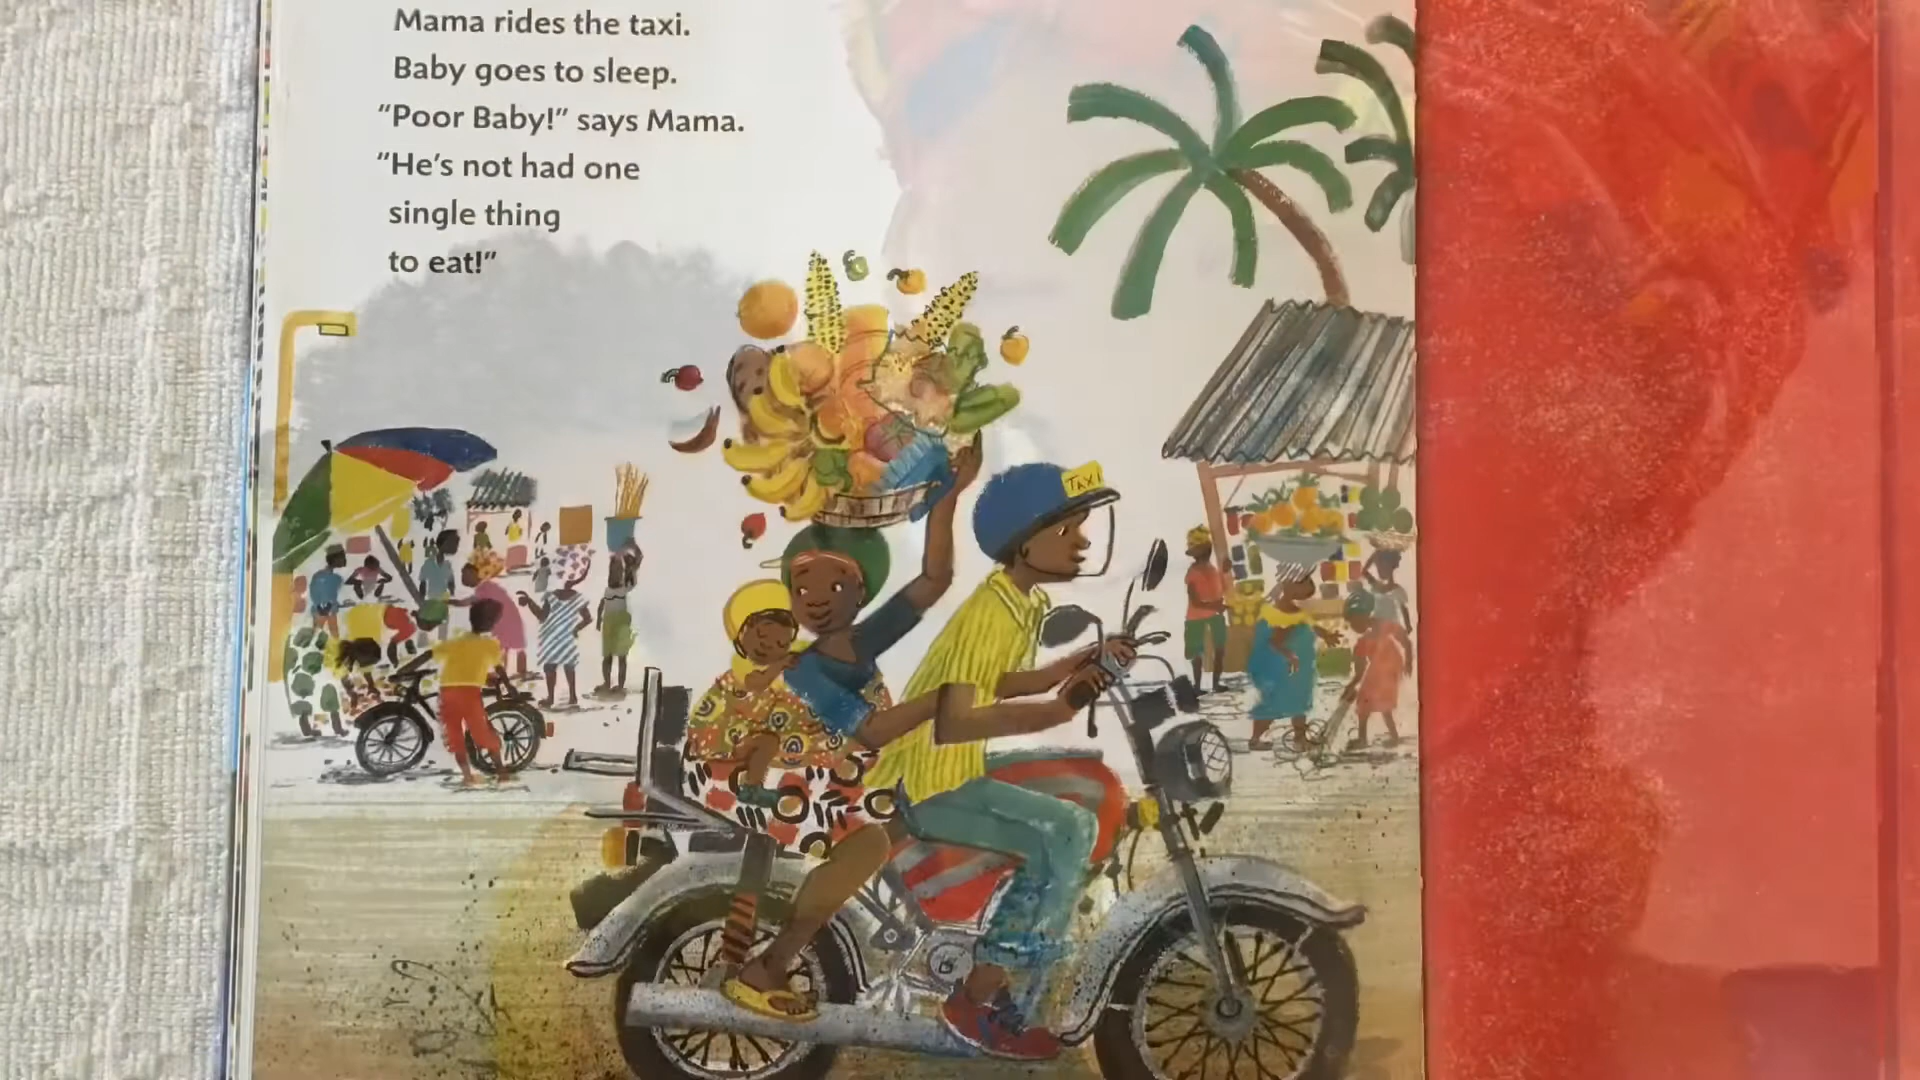 Mama rides the taxi.
Baby goes to sleep.
“Poor Baby!” says Mama.
“He’s not had one
single thing
to eat!”
TAXI